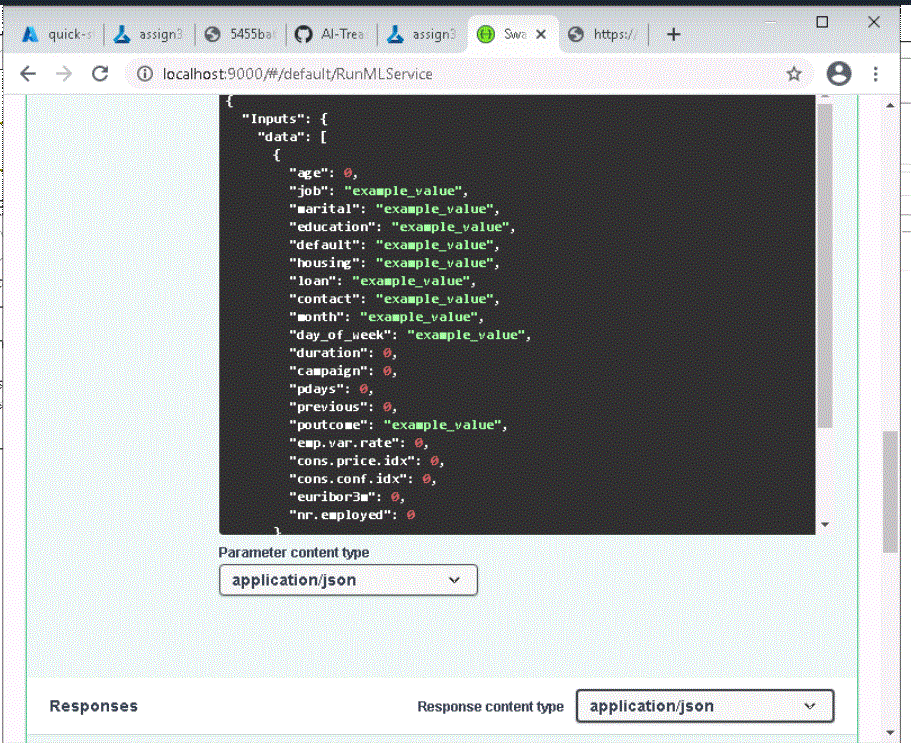 quick-s
assign3
5455ba
AI-Trea
assign3
Swa
https:/
localhost:9000/#/default/RunMLService
{
"Inputs": {
"data": [
{
"age": 0,
"job": "example_value",
"marital": "example_value",
"education": "example_value",
"default": "example_value",
"housing": "example_value",
"loan": "example_value",
"contact": "example_value",
"month": "example_value",
"day_of_week": "example_value",
"duration": 0,
"campaign": 0,
"pdays": 0,
"previous": 0,
"poutcome": "example_value",
"emp.var.rate": 0,
"cons.price.idx": 0,
"cons.conf.idx": 0,
"euribor3m": 0,
"nr.employed": 0
}
Parameter content type
application/json
Responses
Response content type
application/json